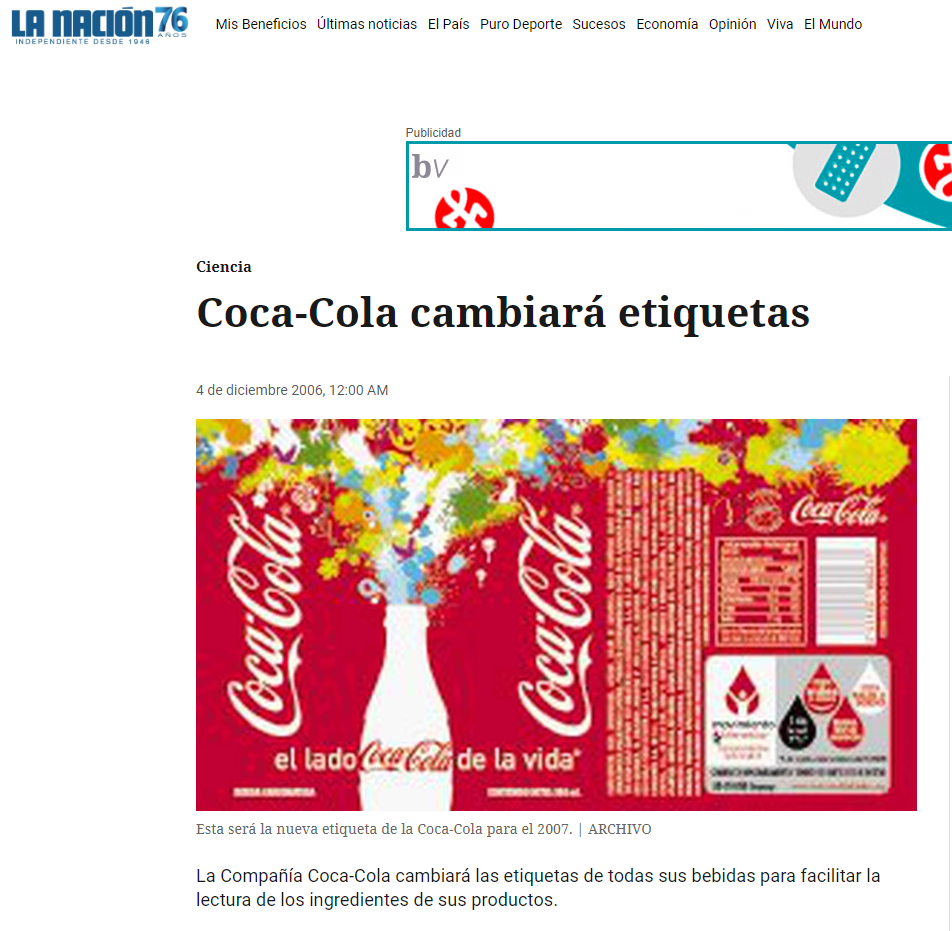 LA NACIÓN 76
AÑOS
INDEPENDIENTE DESDE 1946
Mis Beneficios Últimas noticias El País Puro Deporte Sucesos Economía Opinión Viva El Mundo
Publicidad
bv
Ciencia
Coca-Cola cambiará etiquetas
4 de diciembre 2006, 12:00 AM
Coca-Cola
Coca-Cola
Coca-Cola
el lado Coca-Cola de la vida
movimiento
Esta será la nueva etiqueta de la Coca-Cola para el 2007. | ARCHIVO
La Compañía Coca-Cola cambiará las etiquetas de todas sus bebidas para facilitar la
lectura de los ingredientes de sus productos.